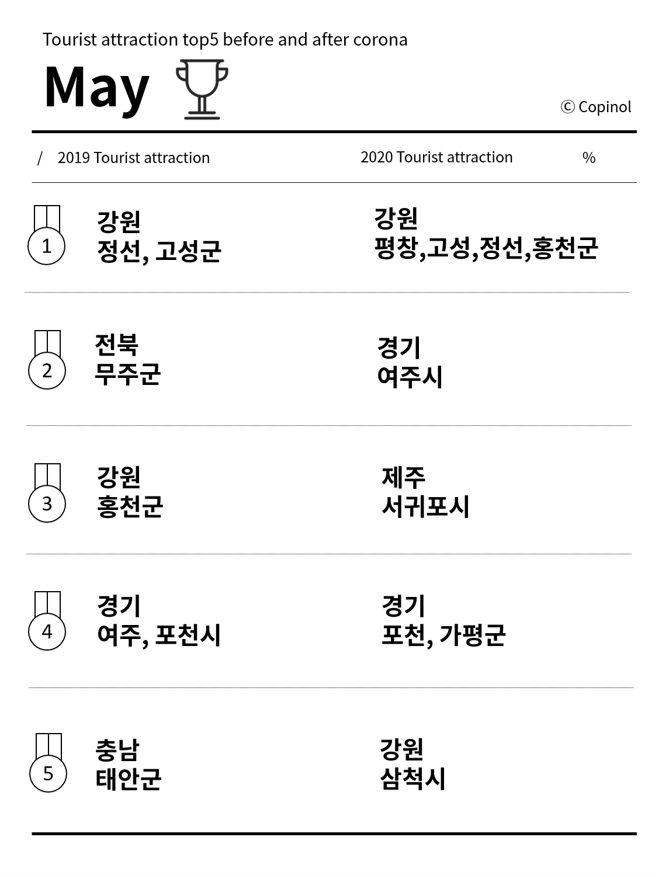 Tourist attraction top5 before and after corona
May
© Copinol
/ 2019 Tourist attraction 2020 Tourist attraction %
1
강원
정선, 고성군
강원
평창,고성,정선,홍천군
2
전북
무주군
경기
여주시
3
강원
홍천군
제주
서귀포시
4
경기
여주, 포천시
경기
포천, 가평군
5
충남
태안군
강원
삼척시